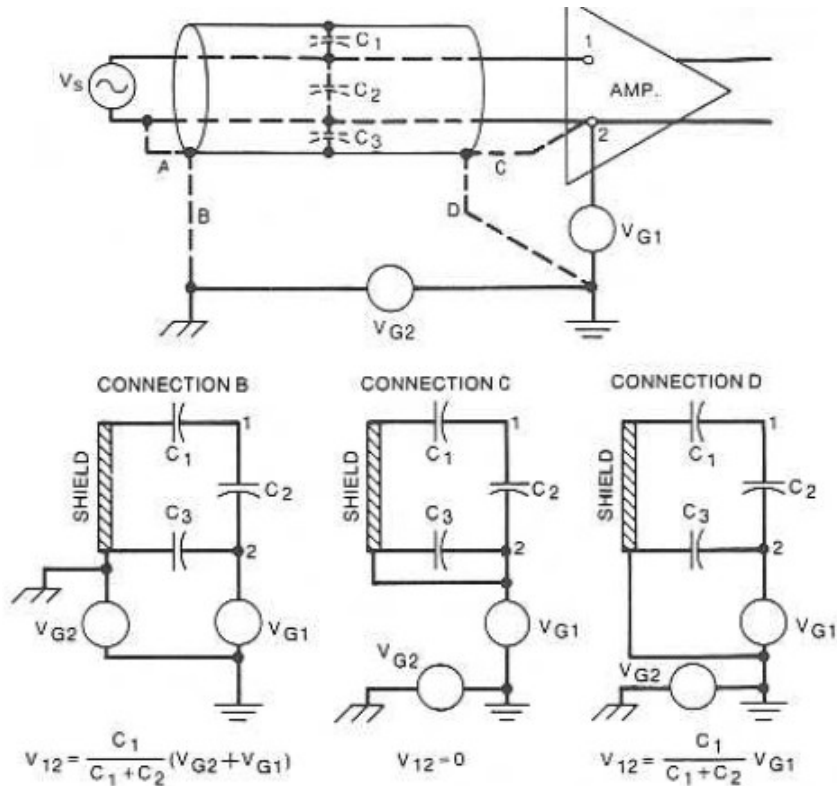 C1
1
VS
C2
AMP.
C3
2
A
C
B
D
VG1
VG2
CONNECTION B
CONNECTION C
CONNECTION D
SHIELD
C1
1
C2
C3
2
VG2
VG1
SHIELD
C1
1
C2
C3
2
VG1
VG2
SHIELD
C1
1
C2
C3
2
VG1
VG2
V12 = C1 / (C1 + C2) (VG2 + VG1)
V12 = 0
V12 = C1 / (C1 + C2) VG1